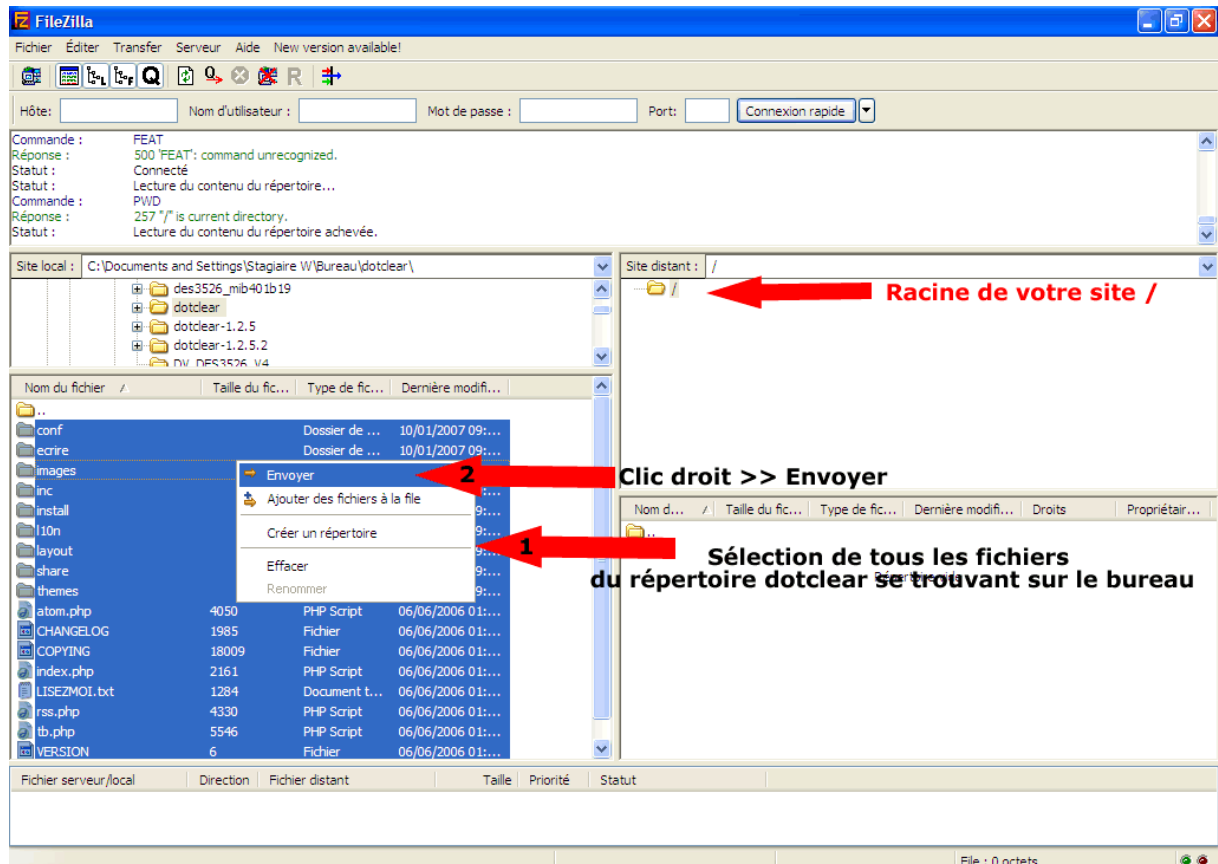 FileZilla
Fichier Éditer Transfer Serveur Aide New version available!
Hôte: Nom d'utilisateur : Mot de passe : Port: Connexion rapide
Commande : FEAT
Réponse : 500 'FEAT': command unrecognized.
Statut : Connecté
Statut : Lecture du contenu du répertoire...
Commande : PWD
Réponse : 257 "/" is current directory.
Statut : Lecture du contenu du répertoire achevée.
Site local : C:\Documents and Settings\Stagiaire W\Bureau\dotclear\
des3526_mib401b19
dotclear
dotclear-1.2.5
dotclear-1.2.5.2
DV_DES3526_V4
Site distant : /
/
Racine de votre site /
Nom du fichier Taille du fic... Type de fic... Dernière modifi...
..
conf Dossier de ... 10/01/2007 09:...
ecrire Dossier de ... 10/01/2007 09:...
images
inc
install 9:...
l10n 9:...
layout 9:...
share 9:...
themes 9:...
atom.php 4050 PHP Script 06/06/2006 01:...
CHANGELOG 1985 Fichier 06/06/2006 01:...
COPYING 18009 Fichier 06/06/2006 01:...
index.php 2161 PHP Script 06/06/2006 01:...
LISEZMOI.txt 1284 Document t... 06/06/2006 01:...
rss.php 4330 PHP Script 06/06/2006 01:...
tb.php 5546 PHP Script 06/06/2006 01:...
VERSION 6 Fichier 06/06/2006 01:...
Envoyer
Ajouter des fichiers à la file
Créer un répertoire
Effacer
Renommer
2
Clic droit >> Envoyer
1
Sélection de tous les fichiers
du répertoire dotclear se trouvant sur le bureau
Nom d... Taille du fic... Type de fic... Dernière modifi... Droits Propriétair...
..
Fichier serveur/local Direction Fichier distant Taille Priorité Statut
File : 0 octets